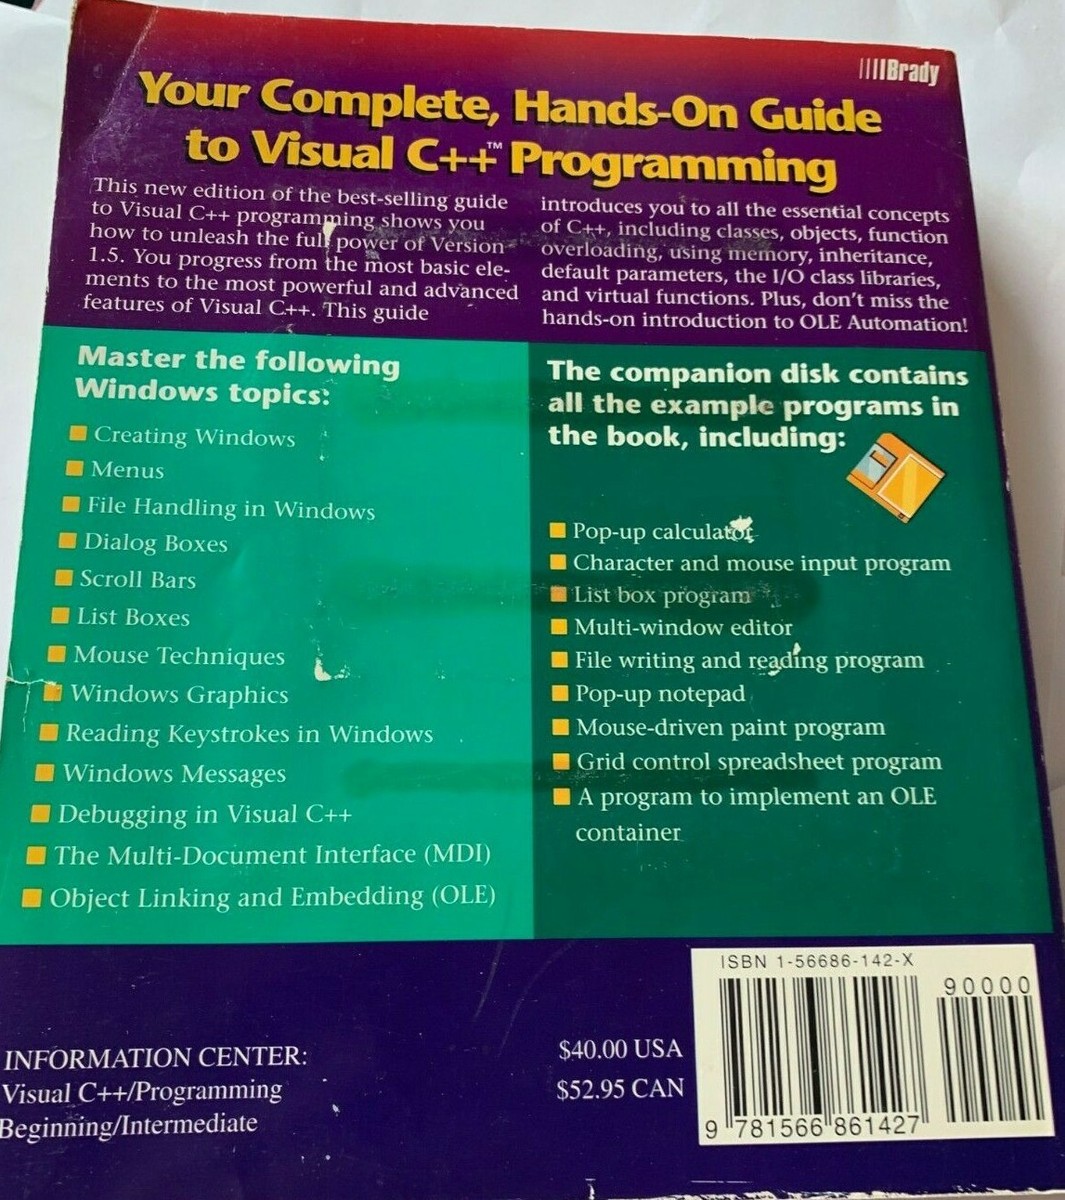 Brady
Your Complete, Hands-On Guide
to Visual C++™ Programming
This new edition of the best-selling guide
to Visual C++ programming shows you
how to unleash the full power of Version
1.5. You progress from the most basic ele-
ments to the most powerful and advanced
features of Visual C++. This guide
introduces you to all the essential concepts
of C++, including classes, objects, function
overloading, using memory, inheritance,
default parameters, the I/O class libraries,
and virtual functions. Plus, don't miss the
hands-on introduction to OLE Automation!
Master the following
Windows topics:
Creating Windows
Menus
File Handling in Windows
Dialog Boxes
Scroll Bars
List Boxes
Mouse Techniques
Windows Graphics
Reading Keystrokes in Windows
Windows Messages
Debugging in Visual C++
The Multi-Document Interface (MDI)
Object Linking and Embedding (OLE)
The companion disk contains
all the example programs in
the book, including:
Pop-up calculator
Character and mouse input program
List box program
Multi-window editor
File writing and reading program
Pop-up notepad
Mouse-driven paint program
Grid control spreadsheet program
A program to implement an OLE
container
INFORMATION CENTER:
Visual C++/Programming
Beginning/Intermediate
$40.00 USA
$52.95 CAN
ISBN 1-56686-142-X
90000
9 781566 861427